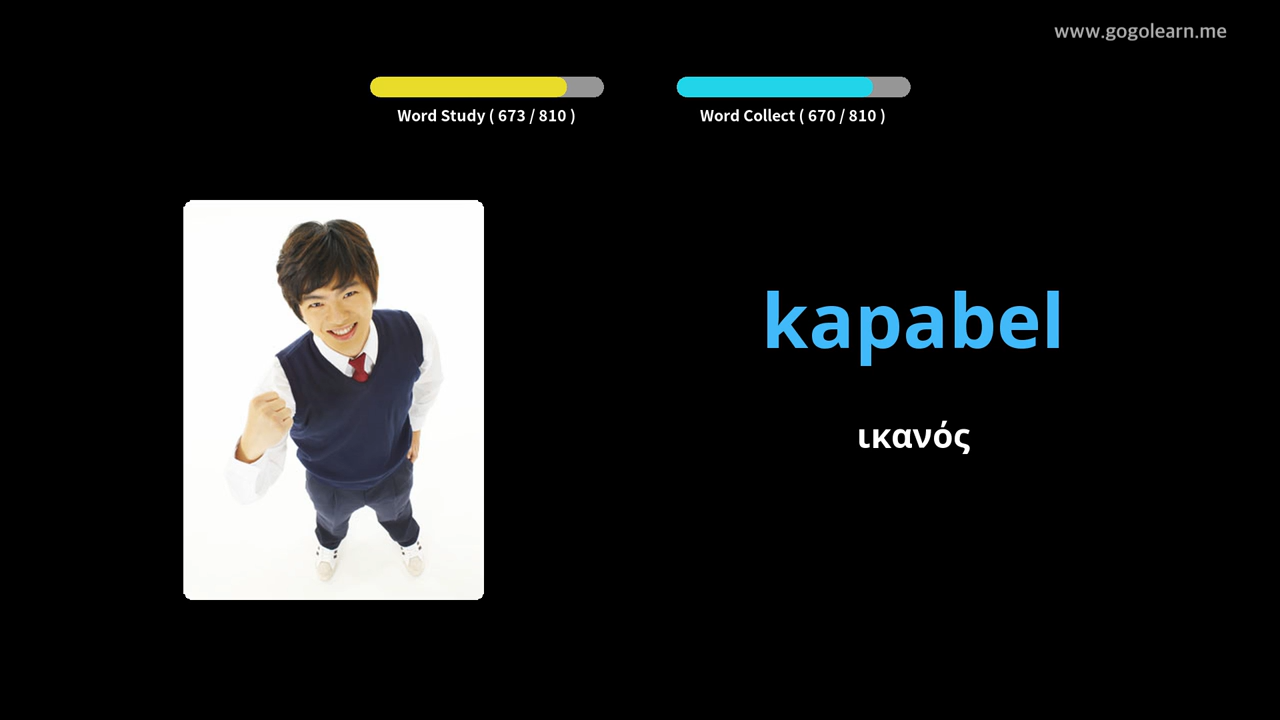 www.gogolearn.me
Word Study ( 673 / 810 )
Word Collect ( 670 / 810 )
kapabel
ικανός